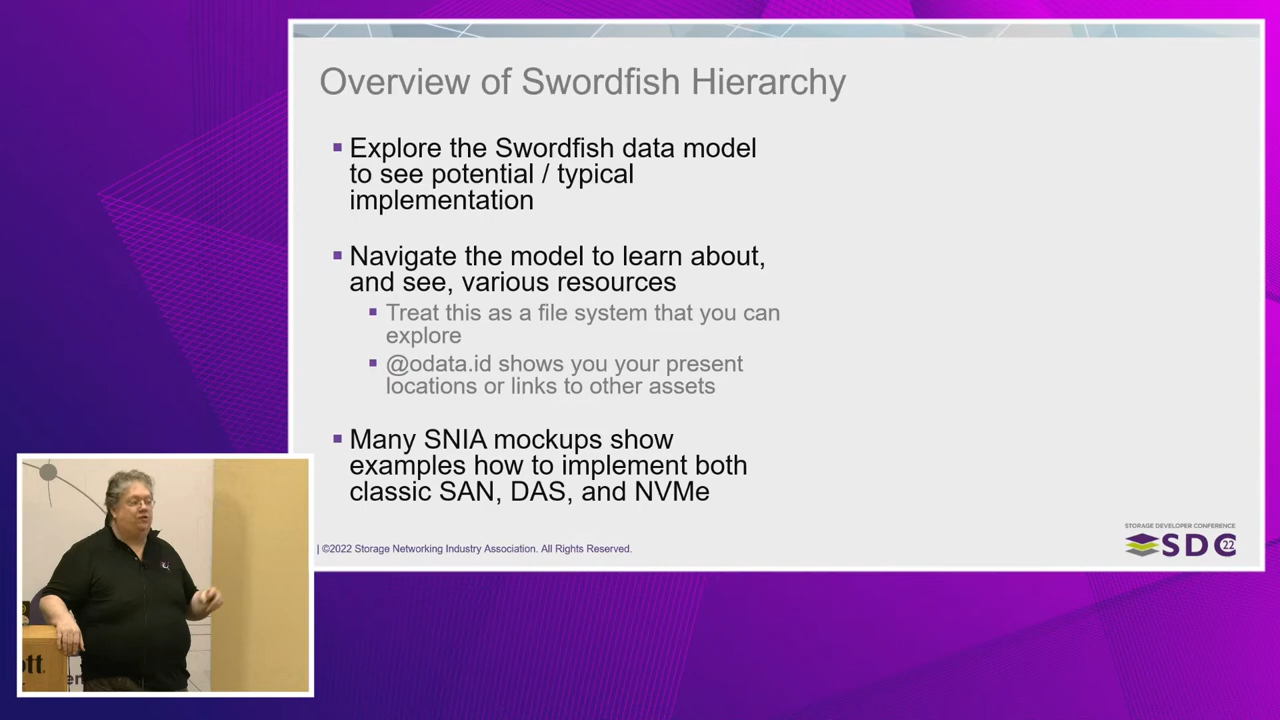 Overview of Swordfish Hierarchy
Explore the Swordfish data model
to see potential / typical
implementation
Navigate the model to learn about,
and see, various resources
Treat this as a file system that you can
explore
@odata.id shows you your present
locations or links to other assets
Many SNIA mockups show
examples how to implement both
classic SAN, DAS, and NVMe
| ©2022 Storage Networking Industry Association. All Rights Reserved.
STORAGE DEVELOPER CONFERENCE
SDC
22
ott.
en